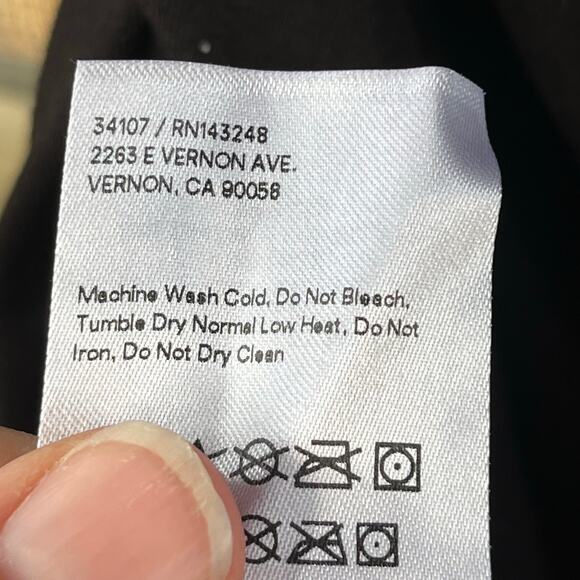 34107 / RN143248
2263 E VERNON AVE.
VERNON, CA 90058
Machine Wash Cold, Do Not Bleach,
Tumble Dry Normal Low Heat, Do Not
Iron, Do Not Dry Clean